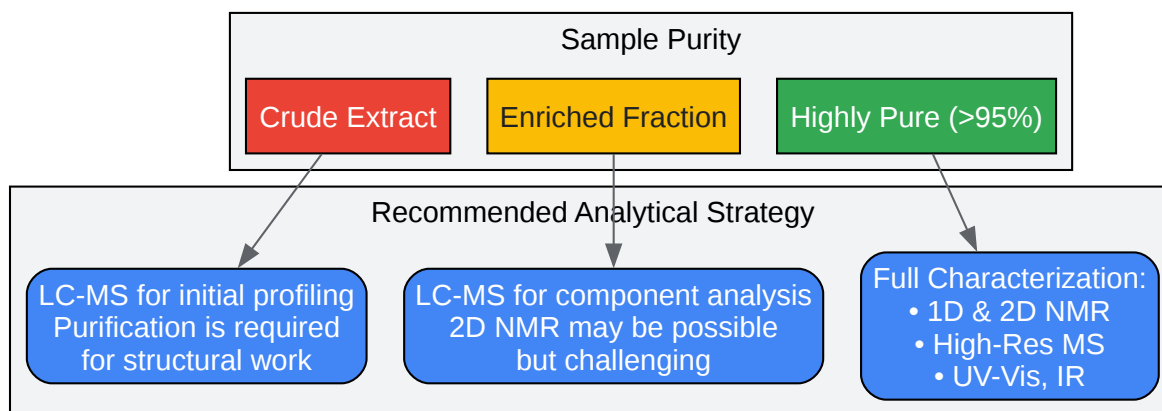 Sample Purity
Crude Extract
Enriched Fraction
Highly Pure (>95%)
Recommended Analytical Strategy
LC-MS for initial profiling
Purification is required
for structural work
LC-MS for component analysis
2D NMR may be possible
but challenging
Full Characterization:
• 1D & 2D NMR
• High-Res MS
• UV-Vis, IR